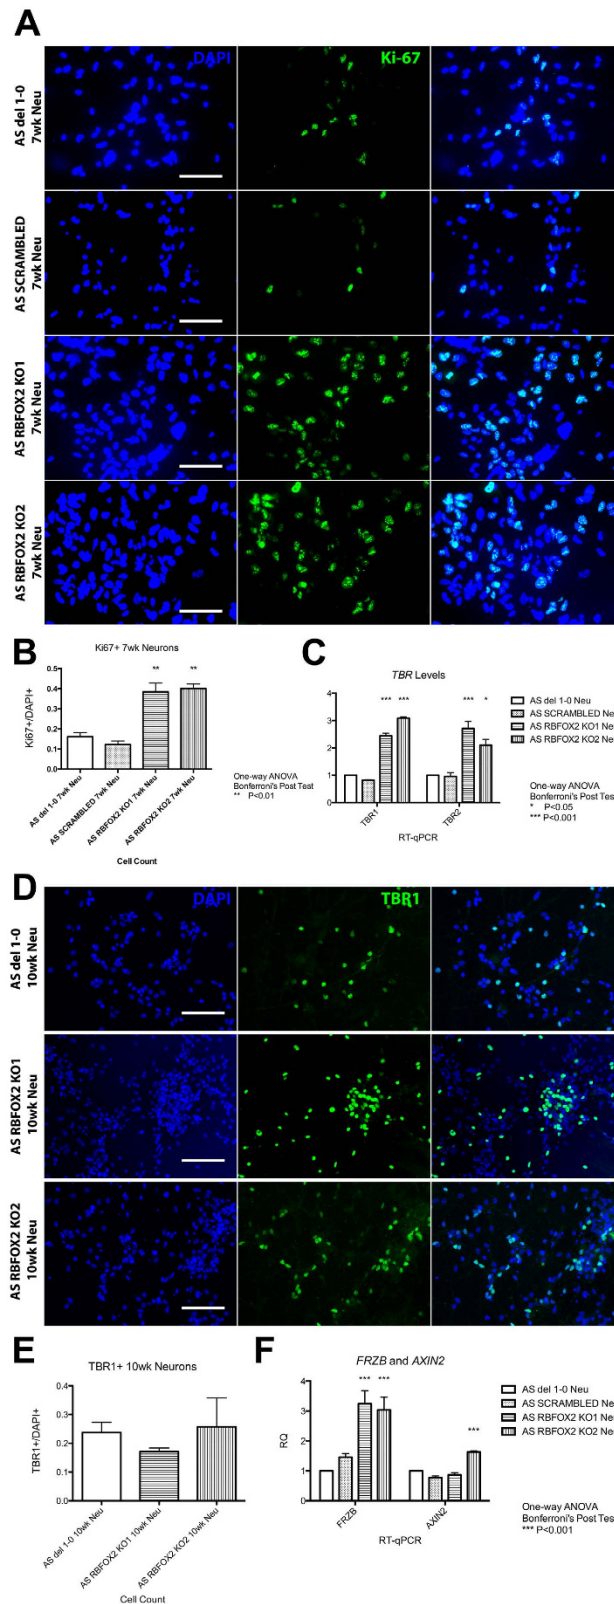 A
DAPI
Ki-67
AS del 1-0
7wk Neu
AS SCRAMBLED
7wk Neu
AS RBFOX2 KO1
7wk Neu
AS RBFOX2 KO2
7wk Neu
B
Ki67+ 7wk Neurons
Ki67+/DAPI+
0.5
0.4
0.3
0.2
0.1
0.0
**
**
AS del 1-0 7wk Neu
AS SCRAMBLED 7wk Neu
AS RBFOX2 KO1 7wk Neu
AS RBFOX2 KO2 7wk Neu
Cell Count
One-way ANOVA
Bonferroni's Post Test
** P<0.01
C
TBR Levels
4
3
2
1
0
***
***
***
*
TBR1
TBR2
RT-qPCR
AS del 1-0 Neu
AS SCRAMBLED Ne
AS RBFOX2 KO1 Ne
AS RBFOX2 KO2 Ne
One-way ANOVA
Bonferroni's Post Tes
* P<0.05
*** P<0.001
D
DAPI
TBR1
AS del 1-0
10wk Neu
AS RBFOX2 KO1
10wk Neu
AS RBFOX2 KO2
10wk Neu
E
TBR1+ 10wk Neurons
TBR1+/DAPI+
0.4
0.3
0.2
0.1
0.0
AS del 1-0 10wk Neu
AS RBFOX2 KO1 10wk Neu
AS RBFOX2 KO2 10wk Neu
Cell Count
F
FRZB and AXIN2
RQ
4
3
2
1
0
***
***
***
FRZB
AXIN2
RT-qPCR
AS del 1-0 Neu
AS SCRAMBLED Ne
AS RBFOX2 KO1 Ne
AS RBFOX2 KO2 Ne
One-way ANOVA
Bonferroni's Post Tes
*** P<0.001